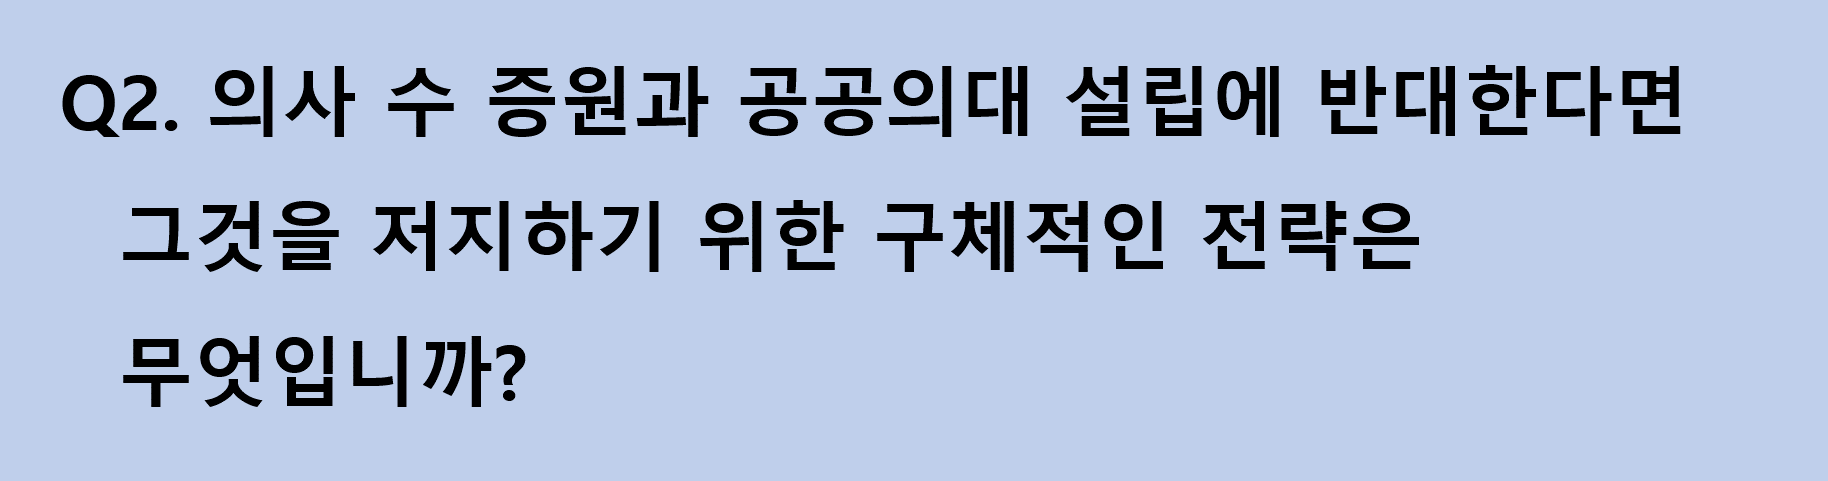 Q2. 의사 수 증원과 공공의대 설립에 반대한다면
그것을 저지하기 위한 구체적인 전략은
무엇입니까?